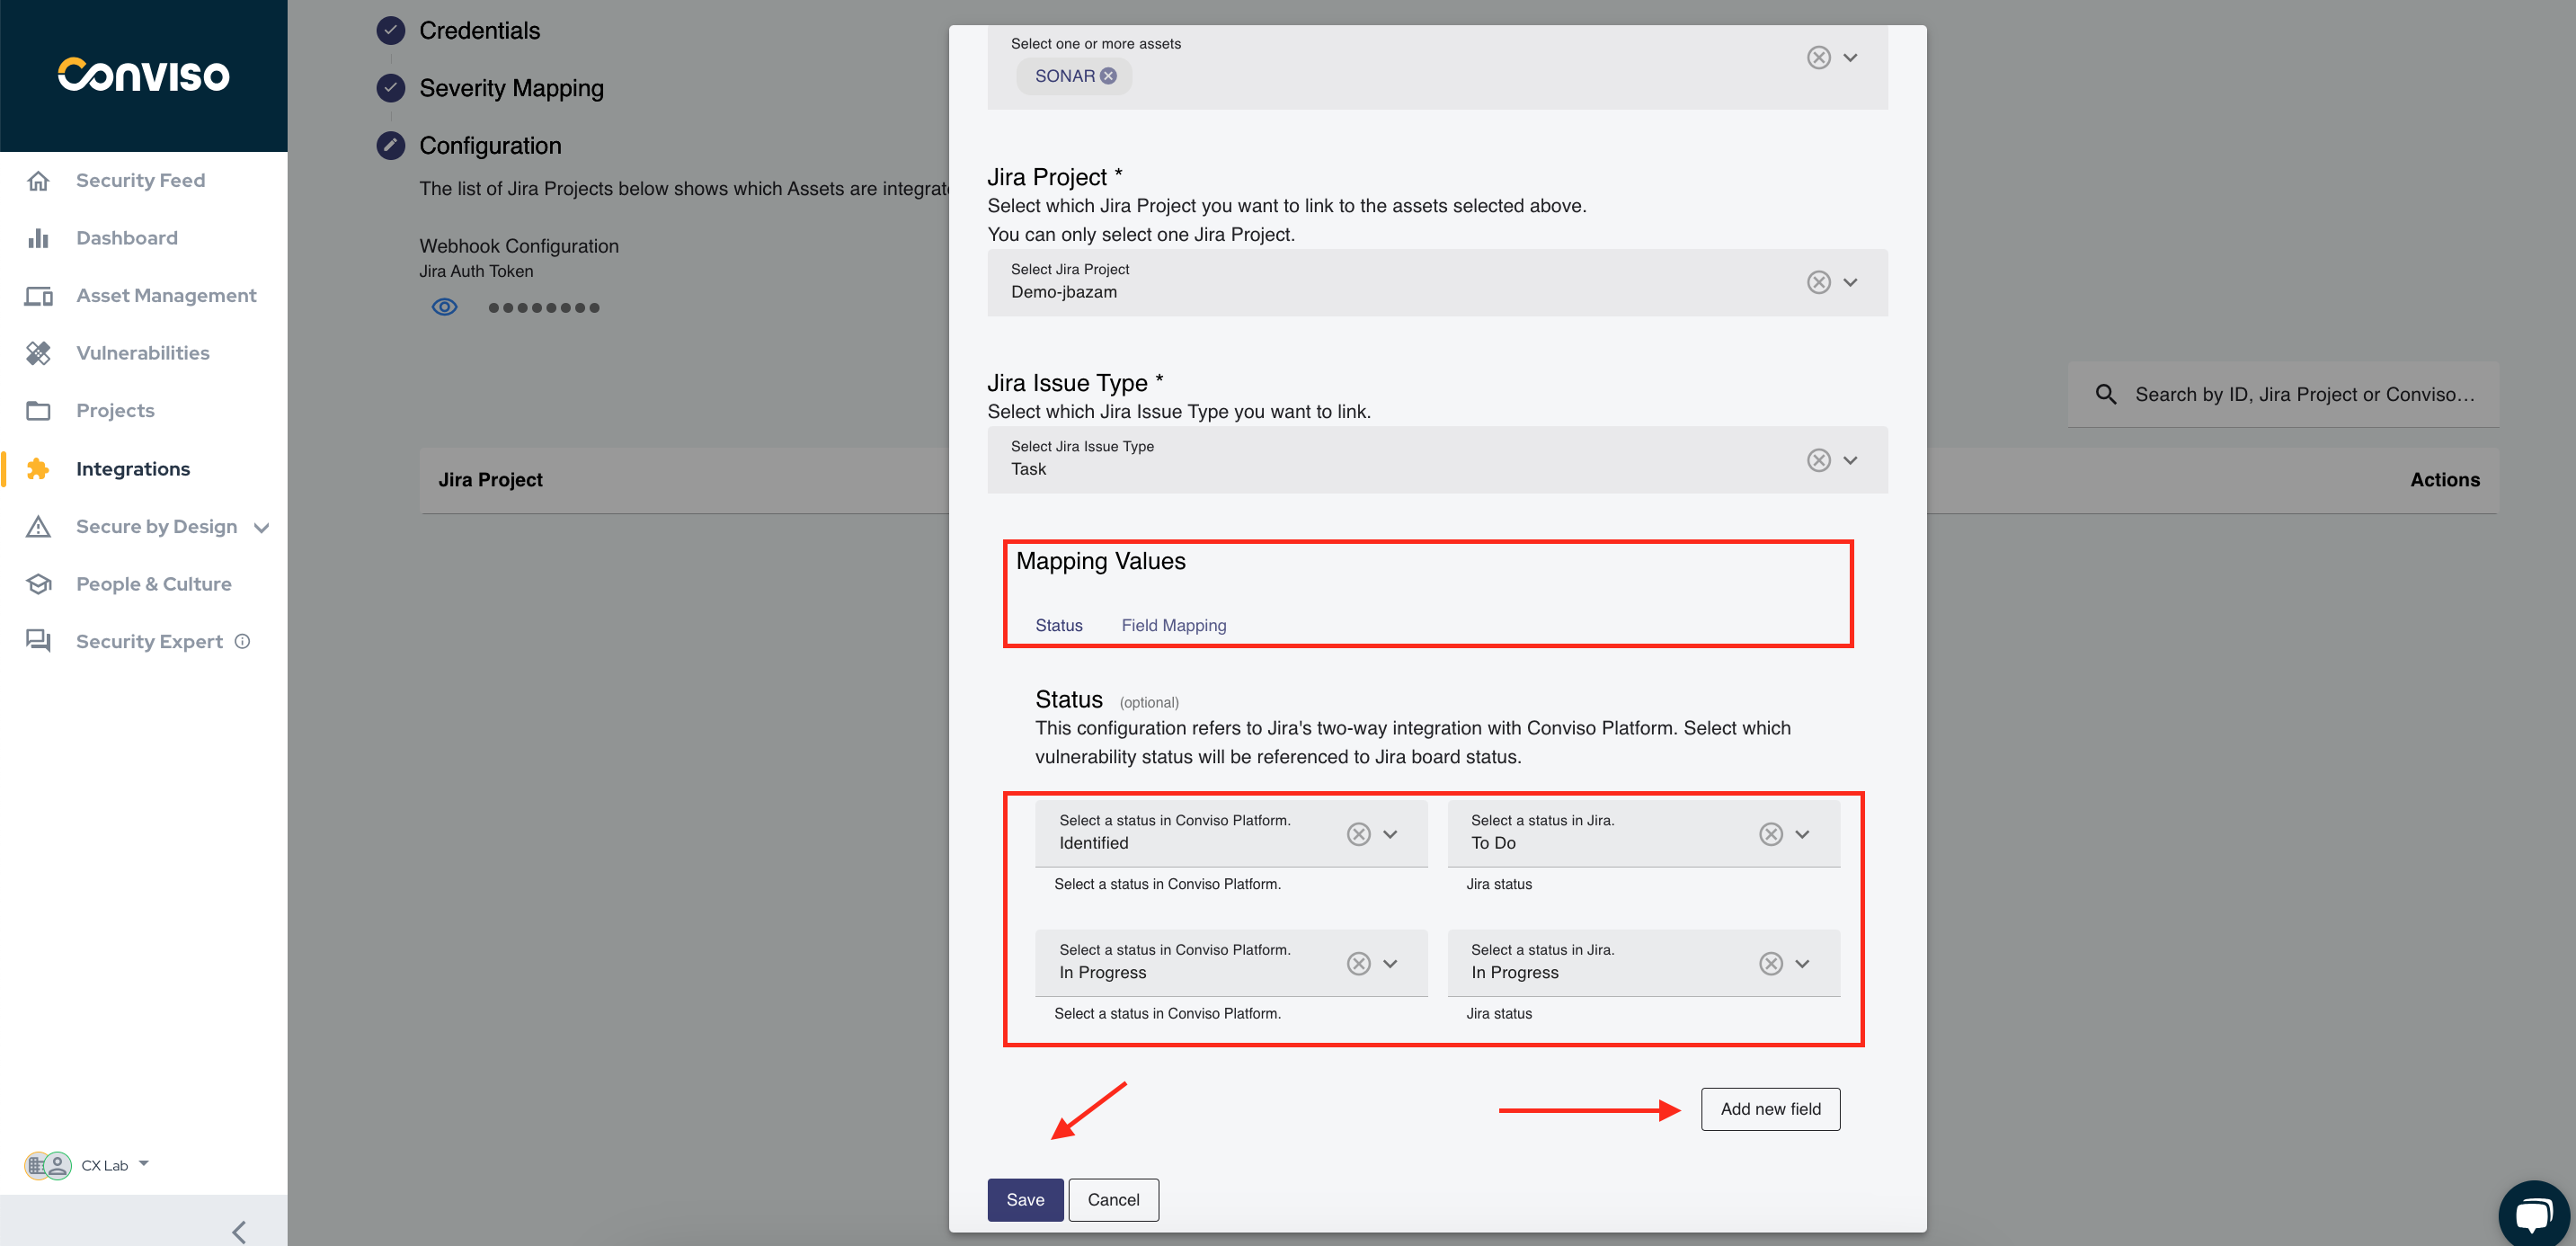 Conviso
Security Feed
Dashboard
Asset Management
Vulnerabilities
Projects
Integrations
Secure by Design
People & Culture
Security Expert
CX Lab
Credentials
Severity Mapping
Configuration
The list of Jira Projects below shows which Assets are integrat
Webhook Configuration
Jira Auth Token
Jira Project
Search by ID, Jira Project or Conviso...
Actions
Select one or more assets
SONAR
Jira Project *
Select which Jira Project you want to link to the assets selected above.
You can only select one Jira Project.
Select Jira Project
Demo-jbazam
Jira Issue Type *
Select which Jira Issue Type you want to link.
Select Jira Issue Type
Task
Mapping Values
Status Field Mapping
Status (optional)
This configuration refers to Jira's two-way integration with Conviso Platform. Select which
vulnerability status will be referenced to Jira board status.
Select a status in Conviso Platform. Select a status in Jira.
Identified To Do
Select a status in Conviso Platform. Jira status
Select a status in Conviso Platform. Select a status in Jira.
In Progress In Progress
Select a status in Conviso Platform. Jira status
Add new field
Save Cancel